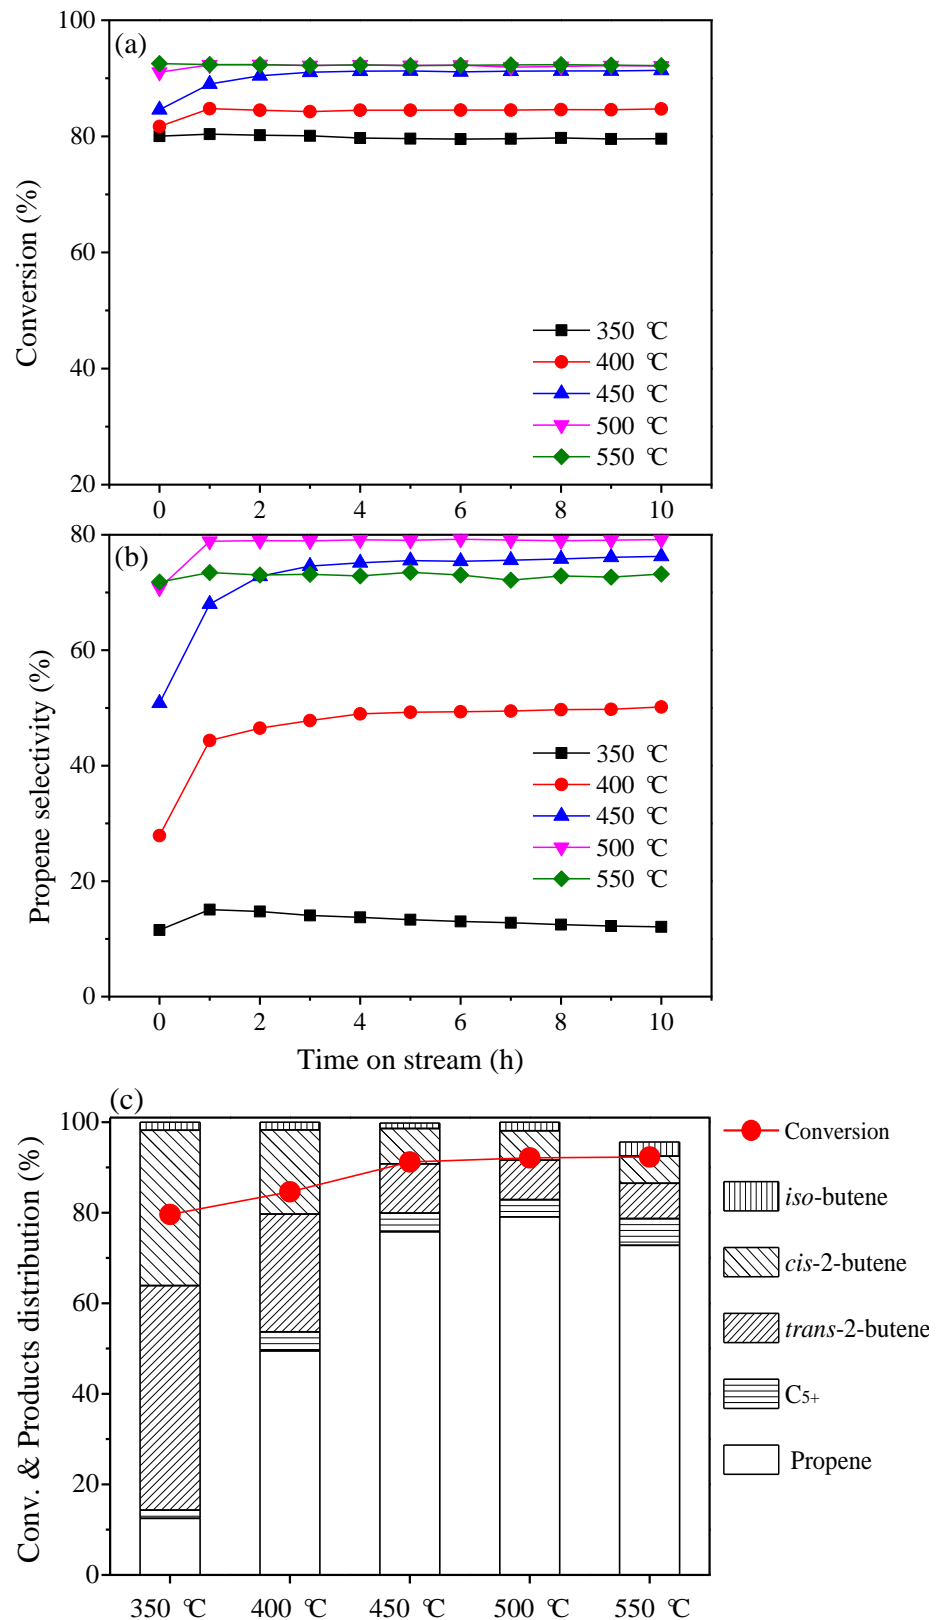 (a)
100
80
60
40
20
Conversion (%)
350 ℃
400 ℃
450 ℃
500 ℃
550 ℃
0 2 4 6 8 10
(b)
80
60
40
20
0
Propene selectivity (%)
350 ℃
400 ℃
450 ℃
500 ℃
550 ℃
0 2 4 6 8 10
Time on stream (h)
(c)
100
80
60
40
20
0
Conv. & Products distribution (%)
Conversion
iso-butene
cis-2-butene
trans-2-butene
C5+
Propene
350 ℃ 400 ℃ 450 ℃ 500 ℃ 550 ℃